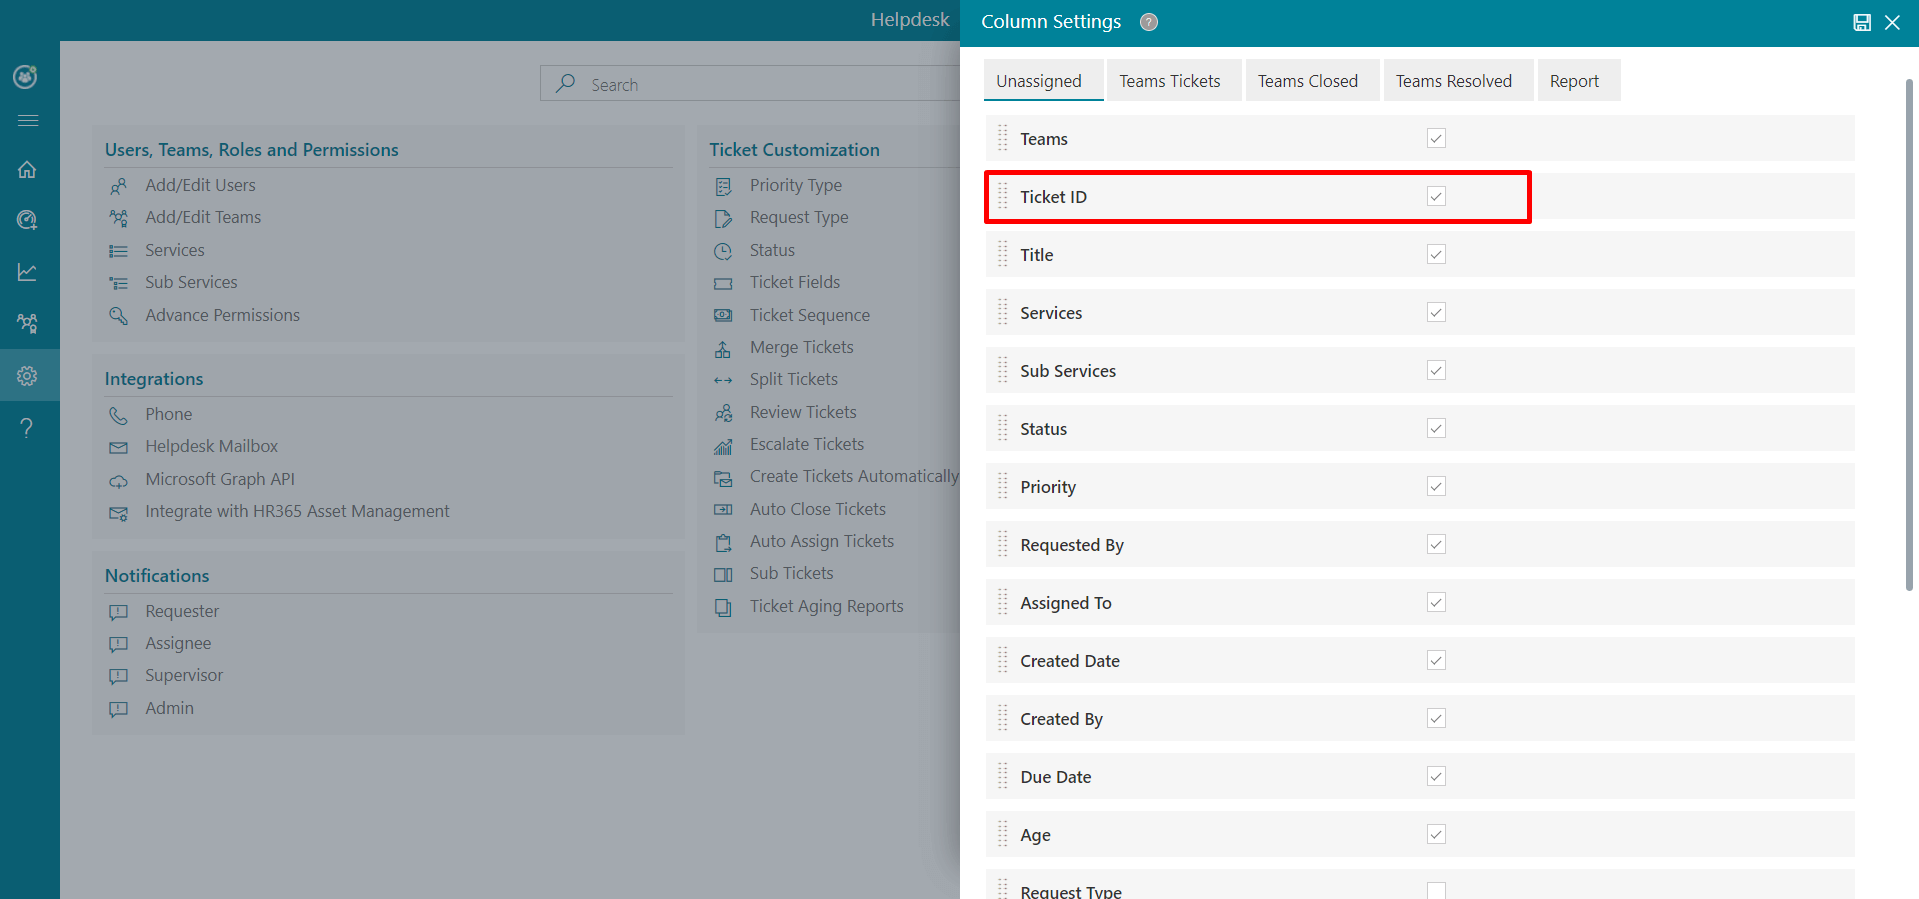 Helpdesk
Column Settings ?
Search
Users, Teams, Roles and Permissions
Add/Edit Users
Add/Edit Teams
Services
Sub Services
Advance Permissions
Integrations
Phone
Helpdesk Mailbox
Microsoft Graph API
Integrate with HR365 Asset Management
Notifications
Requester
Assignee
Supervisor
Admin
Ticket Customization
Priority Type
Request Type
Status
Ticket Fields
Ticket Sequence
Merge Tickets
Split Tickets
Review Tickets
Escalate Tickets
Create Tickets Automatically
Auto Close Tickets
Auto Assign Tickets
Sub Tickets
Ticket Aging Reports
Unassigned Teams Tickets Teams Closed Teams Resolved Report
Teams
Ticket ID
Title
Services
Sub Services
Status
Priority
Requested By
Assigned To
Created Date
Created By
Due Date
Age
Request Type